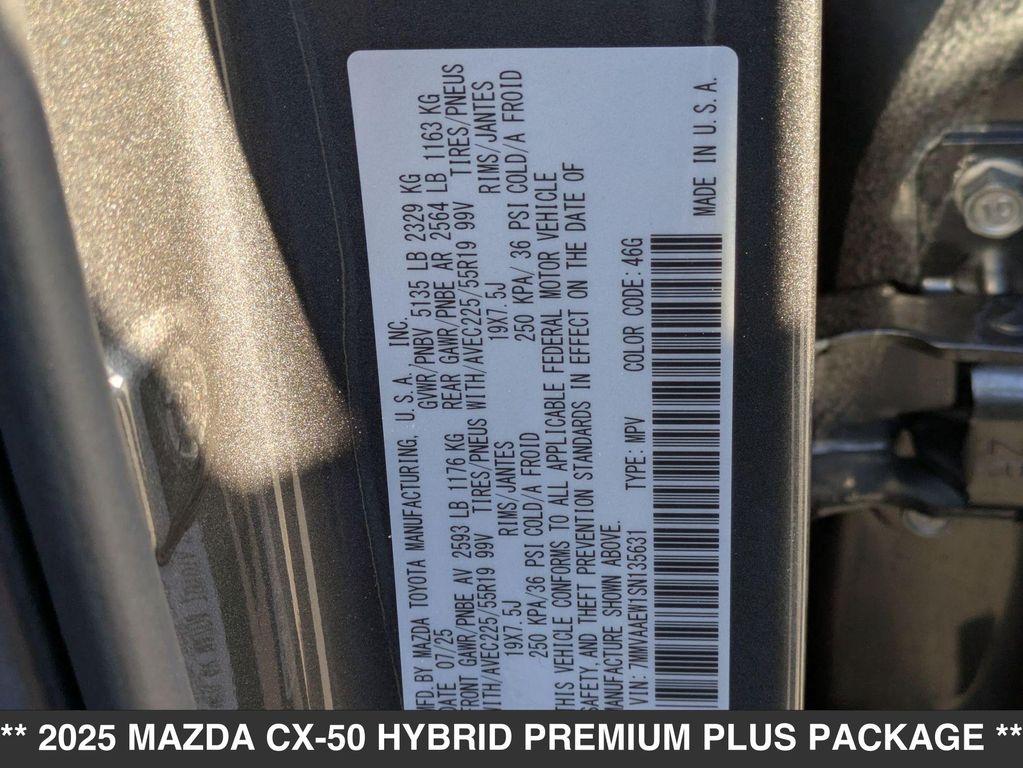 MFD. BY MAZDA TOYOTA MANUFACTURING, U.S.A. INC.
DATE 07/25 GVWR/PNBV 5135 LB 2329 KG
FRONT GAWR/PNBE AV 2593 LB 1176 KG REAR GAWR/PNBE AR 2564 LB 1163 KG
WITH/AVEC225/55R19 99V TIRES/PNEUS WITH/AVEC225/55R19 99V TIRES/PNEUS
19X7.5J RIMS/JANTES 19X7.5J RIMS/JANTES
250 KPA/36 PSI COLD/A FROID 250 KPA/ 36 PSI COLD/A FROID
THIS VEHICLE CONFORMS TO ALL APPLICABLE FEDERAL MOTOR VEHICLE
SAFETY, AND THEFT PREVENTION STANDARDS IN EFFECT ON THE DATE OF
MANUFACTURE SHOWN ABOVE.
VIN: 7MMVAAEW1SN135631 TYPE: MPV COLOR CODE: 46G
MADE IN U.S.A.
** 2025 MAZDA CX-50 HYBRID PREMIUM PLUS PACKAGE **